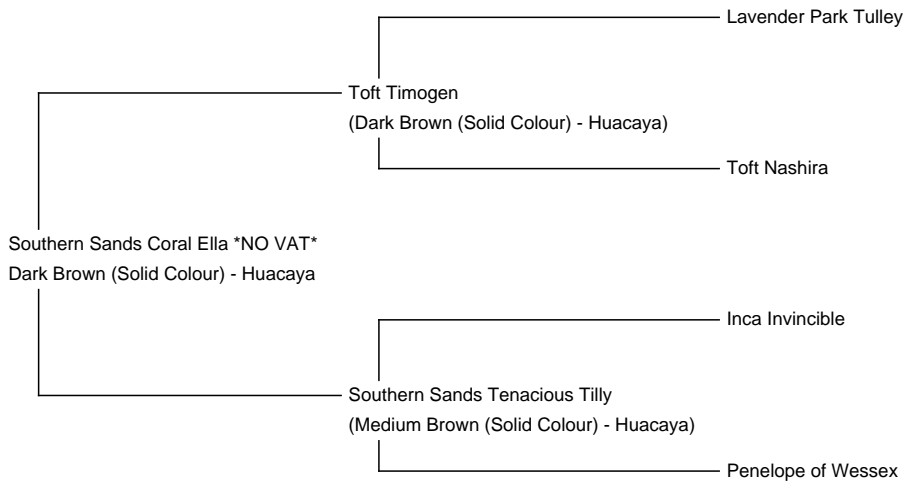 Lavender Park Tulley
Toft Timogen
(Dark Brown (Solid Colour) - Huacaya)
Toft Nashira
Southern Sands Coral Ella *NO VAT*
Dark Brown (Solid Colour) - Huacaya
Inca Invincible
Southern Sands Tenacious Tilly
(Medium Brown (Solid Colour) - Huacaya)
Penelope of Wessex